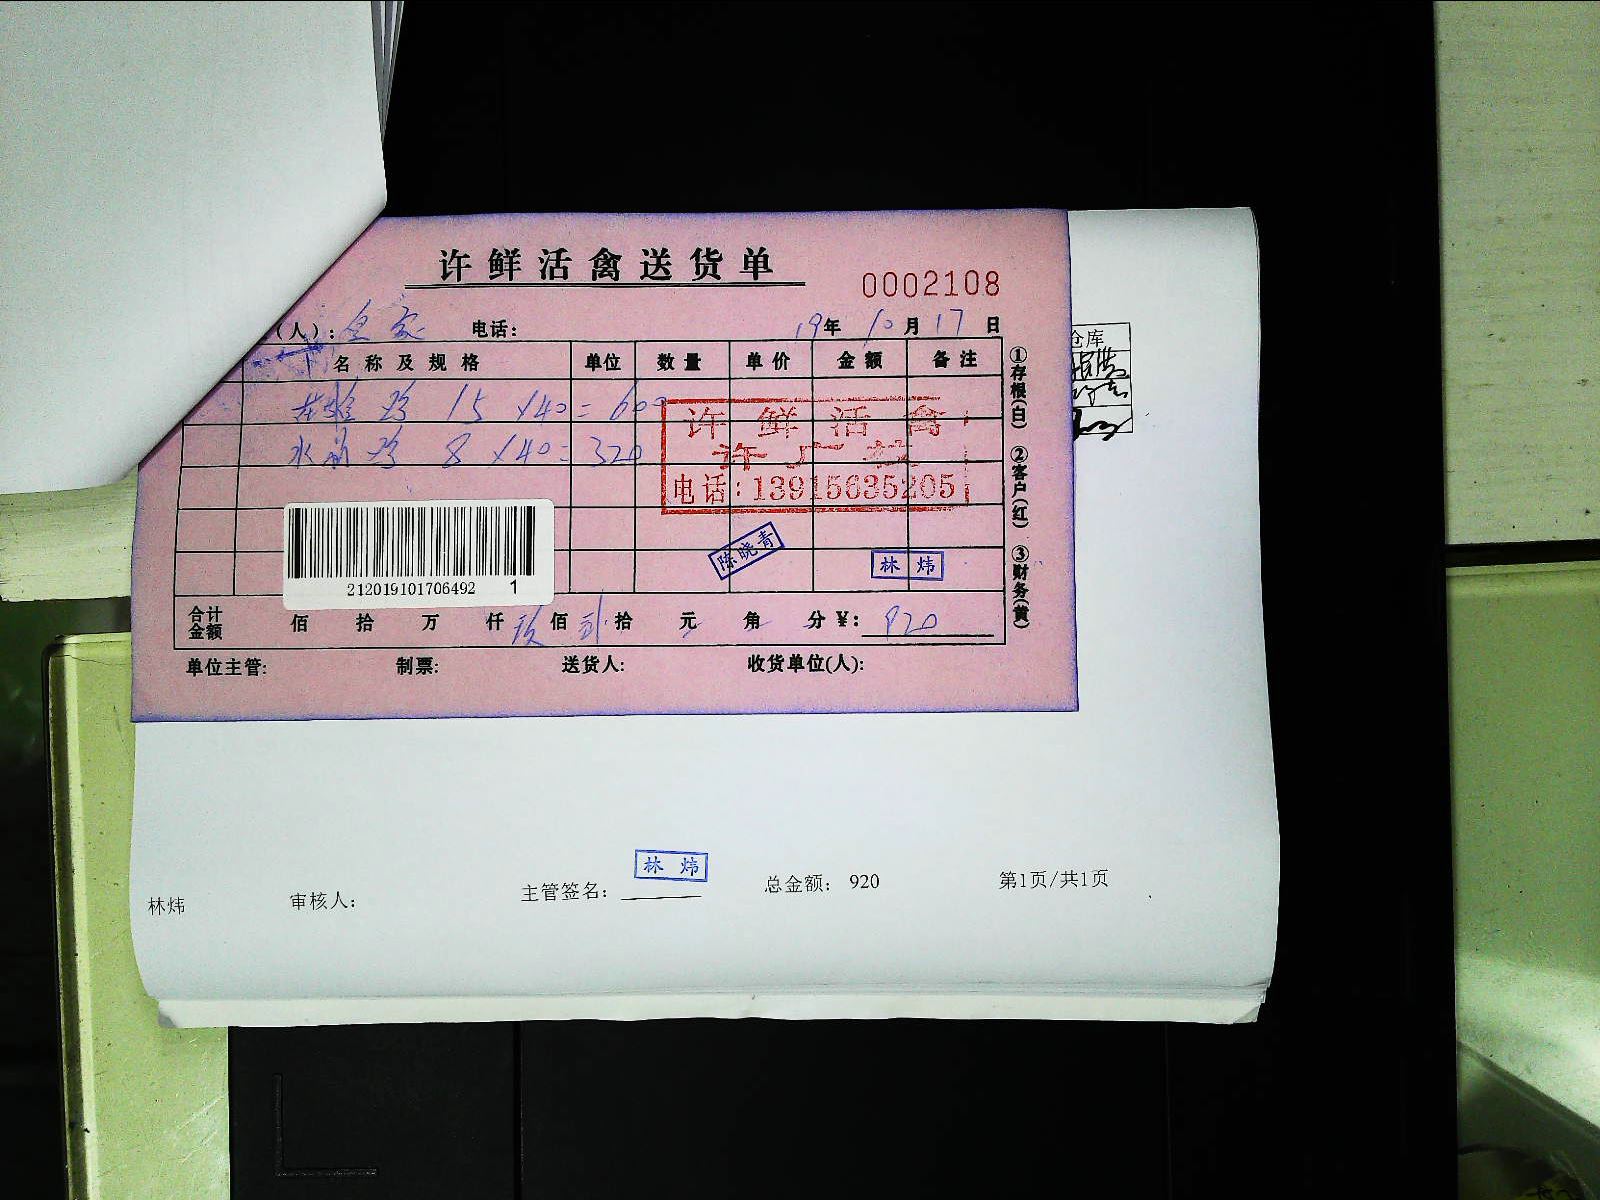 许鲜活禽送货单
0002108
(人): 电话: 19年 10月 17日
名称及规格 单位 数量 单价 金额 备注
鸡 15 ×40= 600
鸡 8 ×40= 320
许鲜活禽
许广
电话:13915635205
陈晓青
林炜
212019101706492 1
合计金额 佰 拾 万 仟 玖佰 贰拾 元 角 分 ¥: 920
单位主管: 制票: 送货人: 收货单位(人):
①存根(白) ②客户(红) ③财务(黄)
仓库
林炜
林炜 审核人: 主管签名: 总金额: 920 第1页/共1页